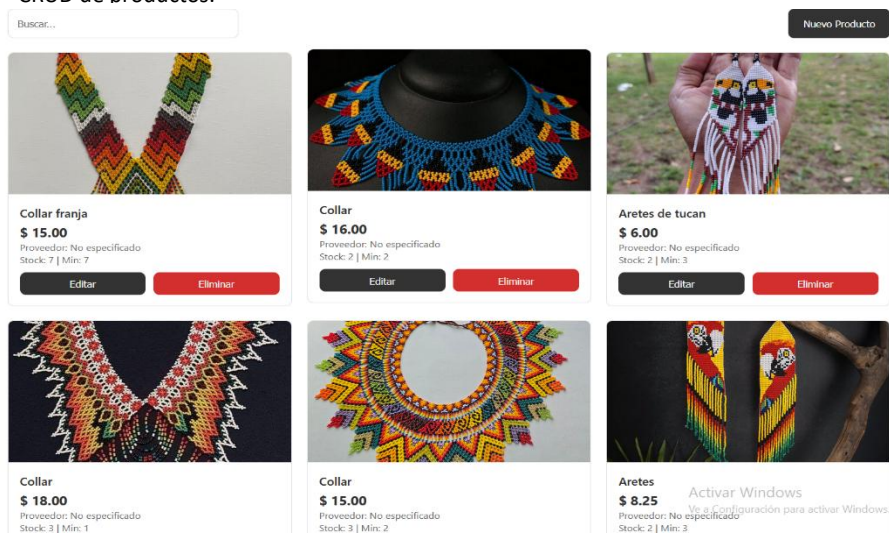 CRUD de productos:
Buscar...
Nuevo Producto
Collar franja
$ 15.00
Proveedor: No especificado
Stock: 7 | Min: 7
Editar
Eliminar
Collar
$ 16.00
Proveedor: No especificado
Stock: 2 | Min: 2
Editar
Eliminar
Aretes de tucan
$ 6.00
Proveedor: No especificado
Stock: 2 | Min: 3
Editar
Eliminar
Collar
$ 18.00
Proveedor: No especificado
Stock: 3 | Min: 1
Collar
$ 15.00
Proveedor: No especificado
Stock: 3 | Min: 2
Aretes
$ 8.25
Proveedor: No especificado
Stock: 2 | Min: 3
Activar Windows
Ve a Configuración para activar Windows.